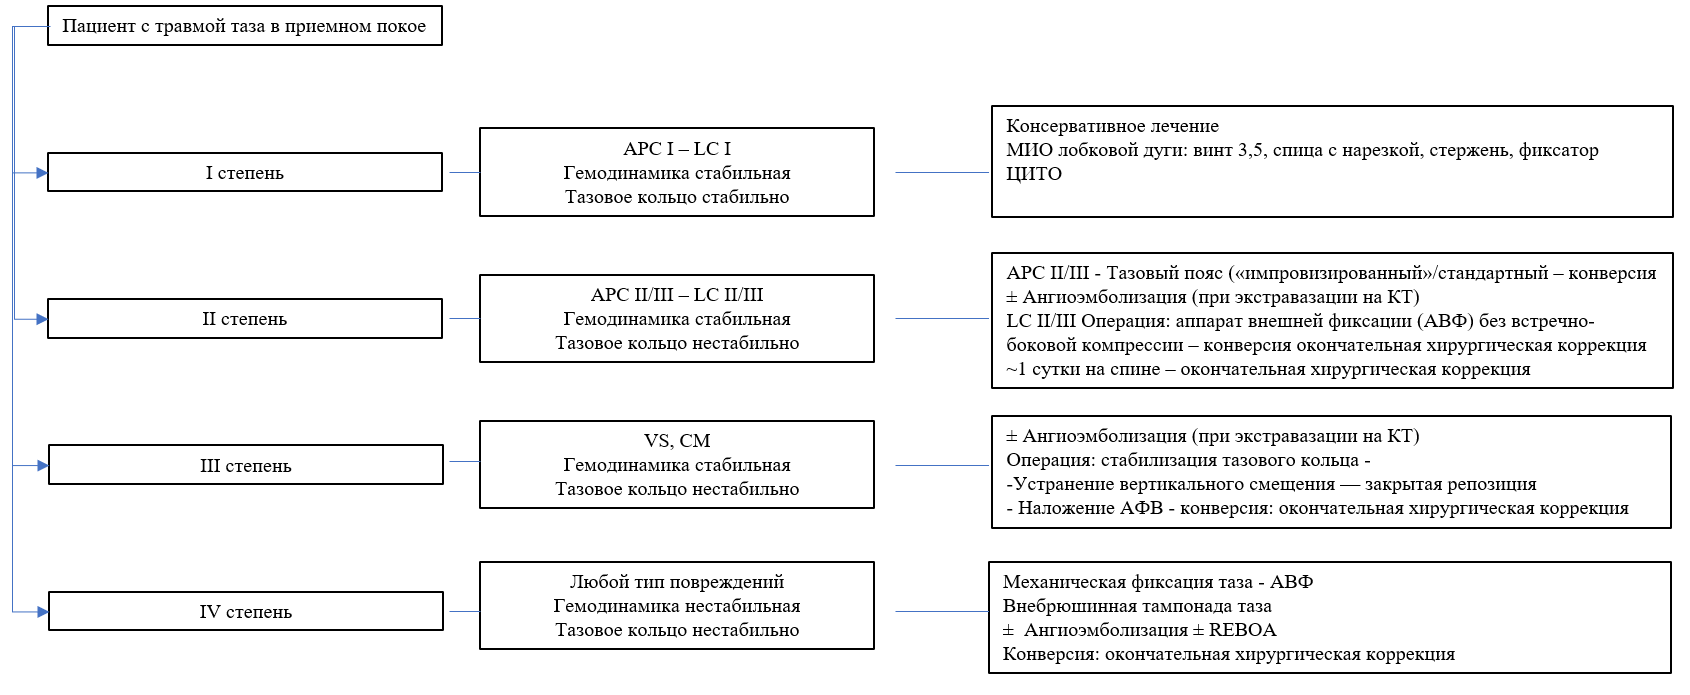 Пациент с травмой таза в приемном покое
I степень
APC I – LC I
Гемодинамика стабильная
Тазовое кольцо стабильно
Консервативное лечение
МИО лобковой дуги: винт 3,5, спица с нарезкой, стержень, фиксатор
ЦИТО
II степень
APC II/III – LC II/III
Гемодинамика стабильная
Тазовое кольцо нестабильно
APC II/III - Тазовый пояс («импровизированный»/стандартный – конверсия
± Ангиоэмболизация (при экстравазации на КТ)
LC II/III Операция: аппарат внешней фиксации (АВФ) без встречно-
боковой компрессии – конверсия окончательная хирургическая коррекция
~1 сутки на спине – окончательная хирургическая коррекция
III степень
VS, CM
Гемодинамика стабильная
Тазовое кольцо нестабильно
± Ангиоэмболизация (при экстравазации на КТ)
Операция: стабилизация тазового кольца -
-Устранение вертикального смещения — закрытая репозиция
- Наложение АФВ - конверсия: окончательная хирургическая коррекция
IV степень
Любой тип повреждений
Гемодинамика нестабильная
Тазовое кольцо нестабильно
Механическая фиксация таза - АВФ
Внебрюшинная тампонада таза
± Ангиоэмболизация ± REBOA
Конверсия: окончательная хирургическая коррекция